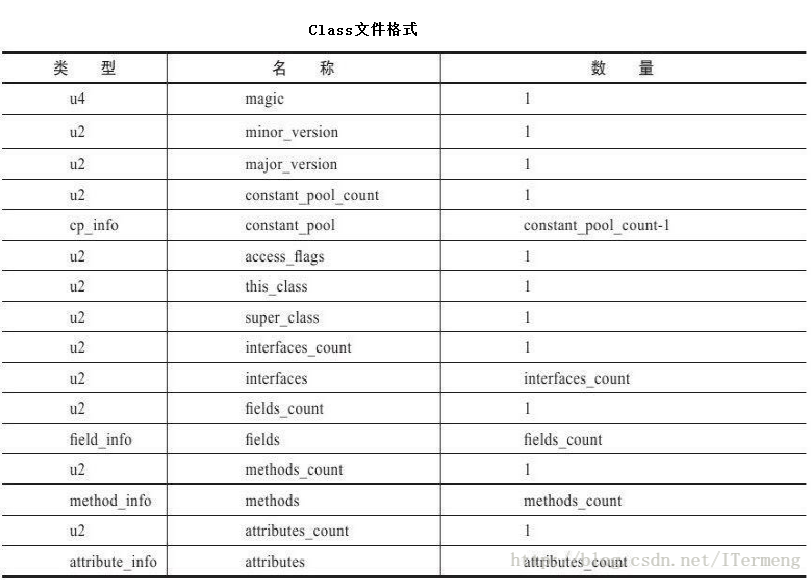 Class文件格式
类 型 名 称 数 量
u4 magic 1
u2 minor_version 1
u2 major_version 1
u2 constant_pool_count 1
cp_info constant_pool constant_pool_count-1
u2 access_flags 1
u2 this_class 1
u2 super_class 1
u2 interfaces_count 1
u2 interfaces interfaces_count
u2 fields_count 1
field_info fields fields_count
u2 methods_count 1
method_info methods methods_count
u2 attributes_count 1
attribute_info attributes attributes_count
http://blog.csdn.net/ITermeng